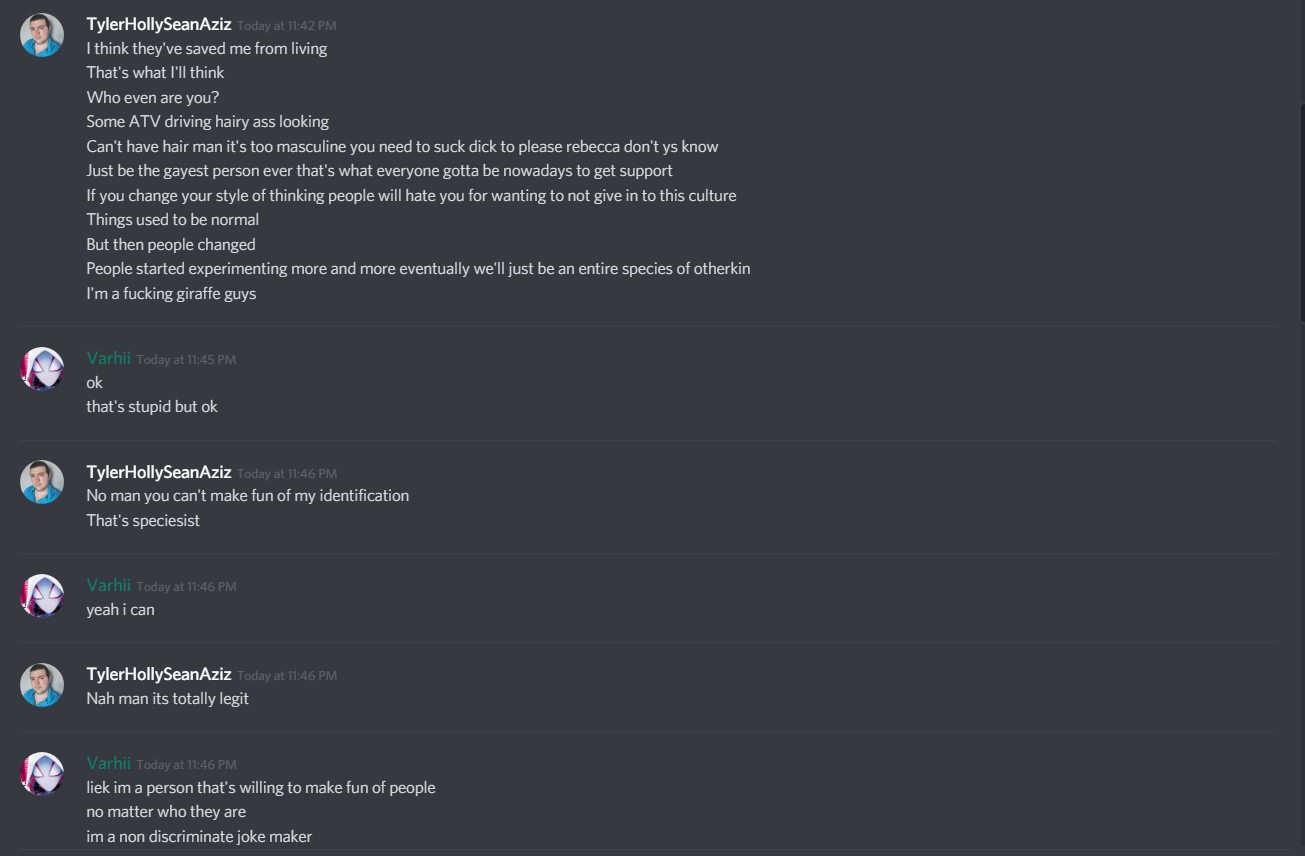 TylerHollySeanAziz Today at 11:42 PM
I think they've saved me from living
That's what I'll think
Who even are you?
Some ATV driving hairy ass looking
Can't have hair man it's too masculine you need to suck dick to please rebecca don't ys know
Just be the gayest person ever that's what everyone gotta be nowadays to get support
If you change your style of thinking people will hate you for wanting to not give in to this culture
Things used to be normal
But then people changed
People started experimenting more and more eventually we'll just be an entire species of otherkin
I'm a fucking giraffe guys
Varhii Today at 11:45 PM
ok
that's stupid but ok
TylerHollySeanAziz Today at 11:46 PM
No man you can't make fun of my identification
That's speciesist
Varhii Today at 11:46 PM
yeah i can
TylerHollySeanAziz Today at 11:46 PM
Nah man its totally legit
Varhii Today at 11:46 PM
liek im a person that's willing to make fun of people
no matter who they are
im a non discriminate joke maker